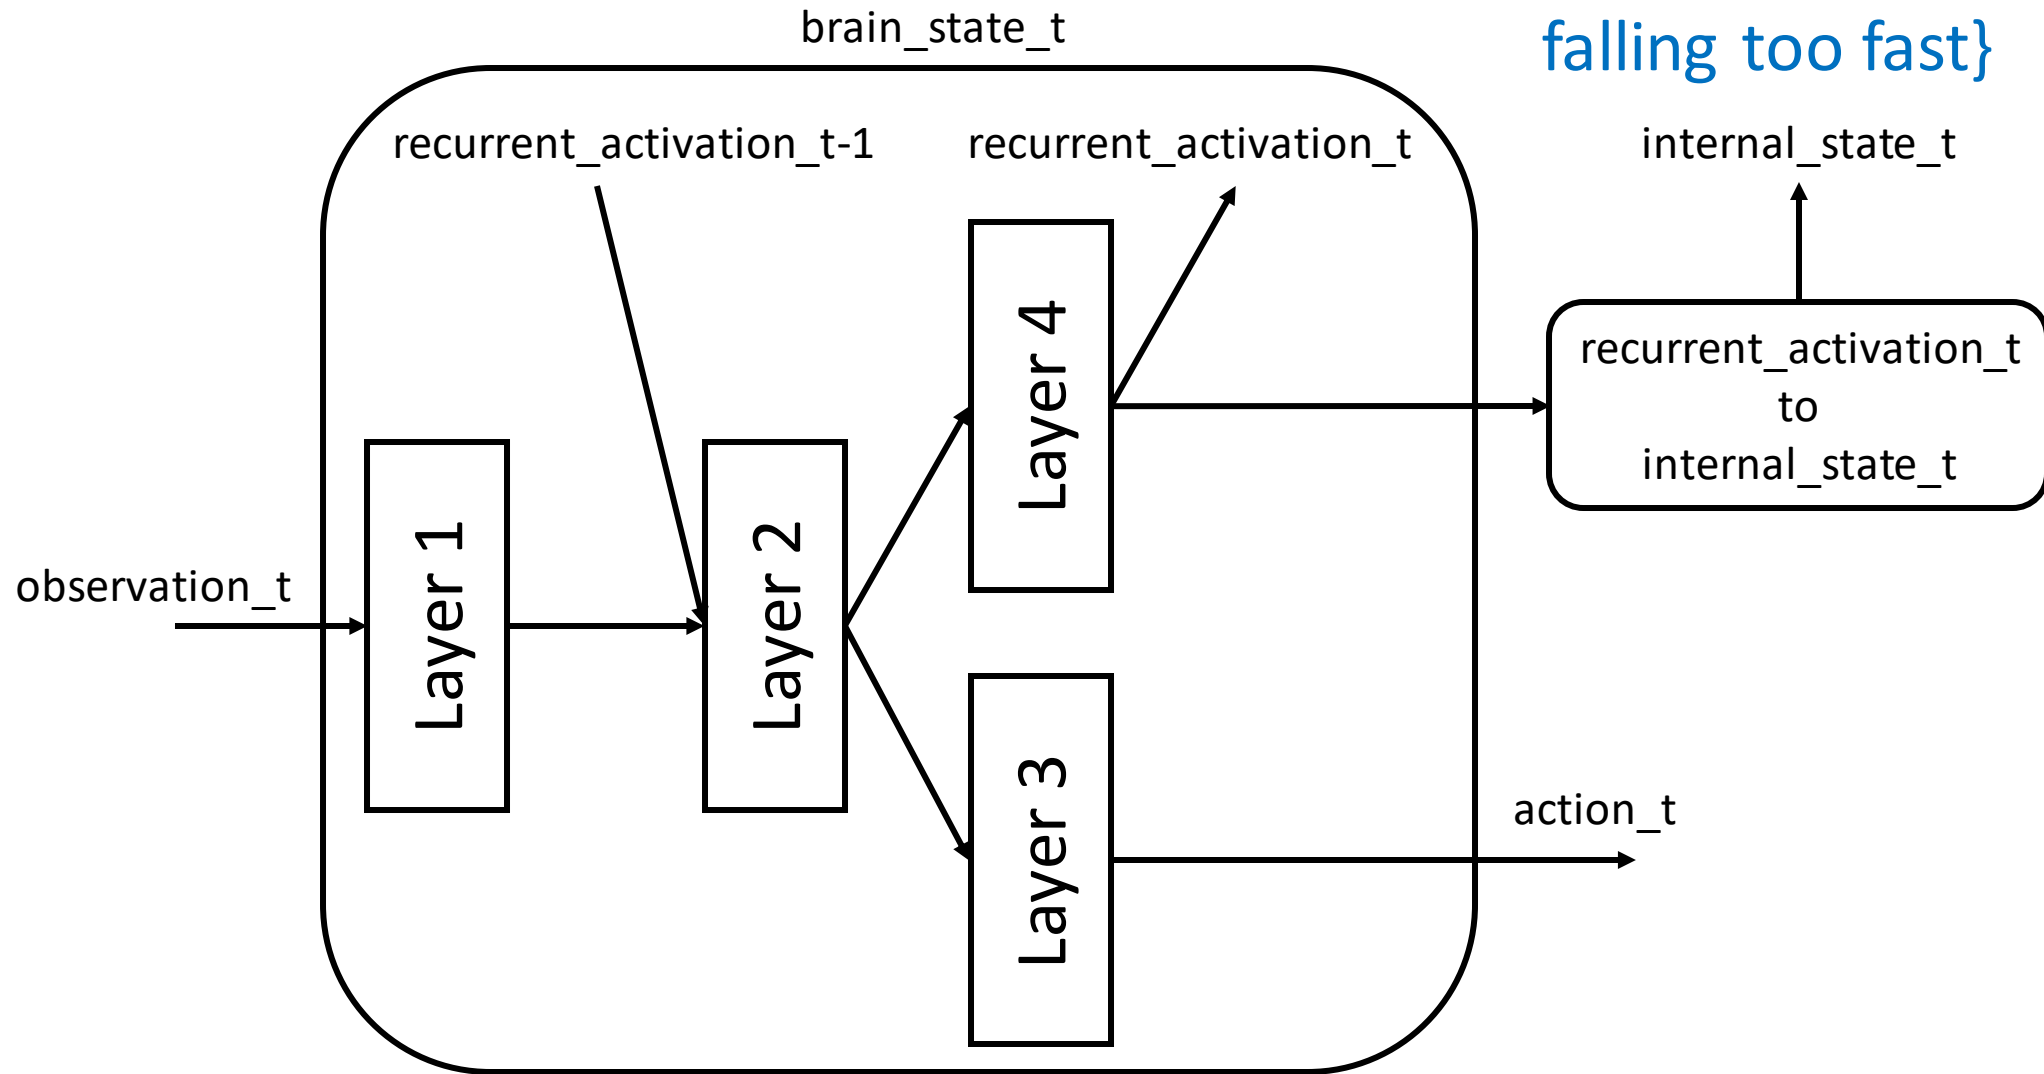 brain_state_t
falling too fast}
recurrent_activation_t-1
recurrent_activation_t
internal_state_t
Layer 4
recurrent_activation_t
to
internal_state_t
Layer 1
Layer 2
observation_t
Layer 3
action_t